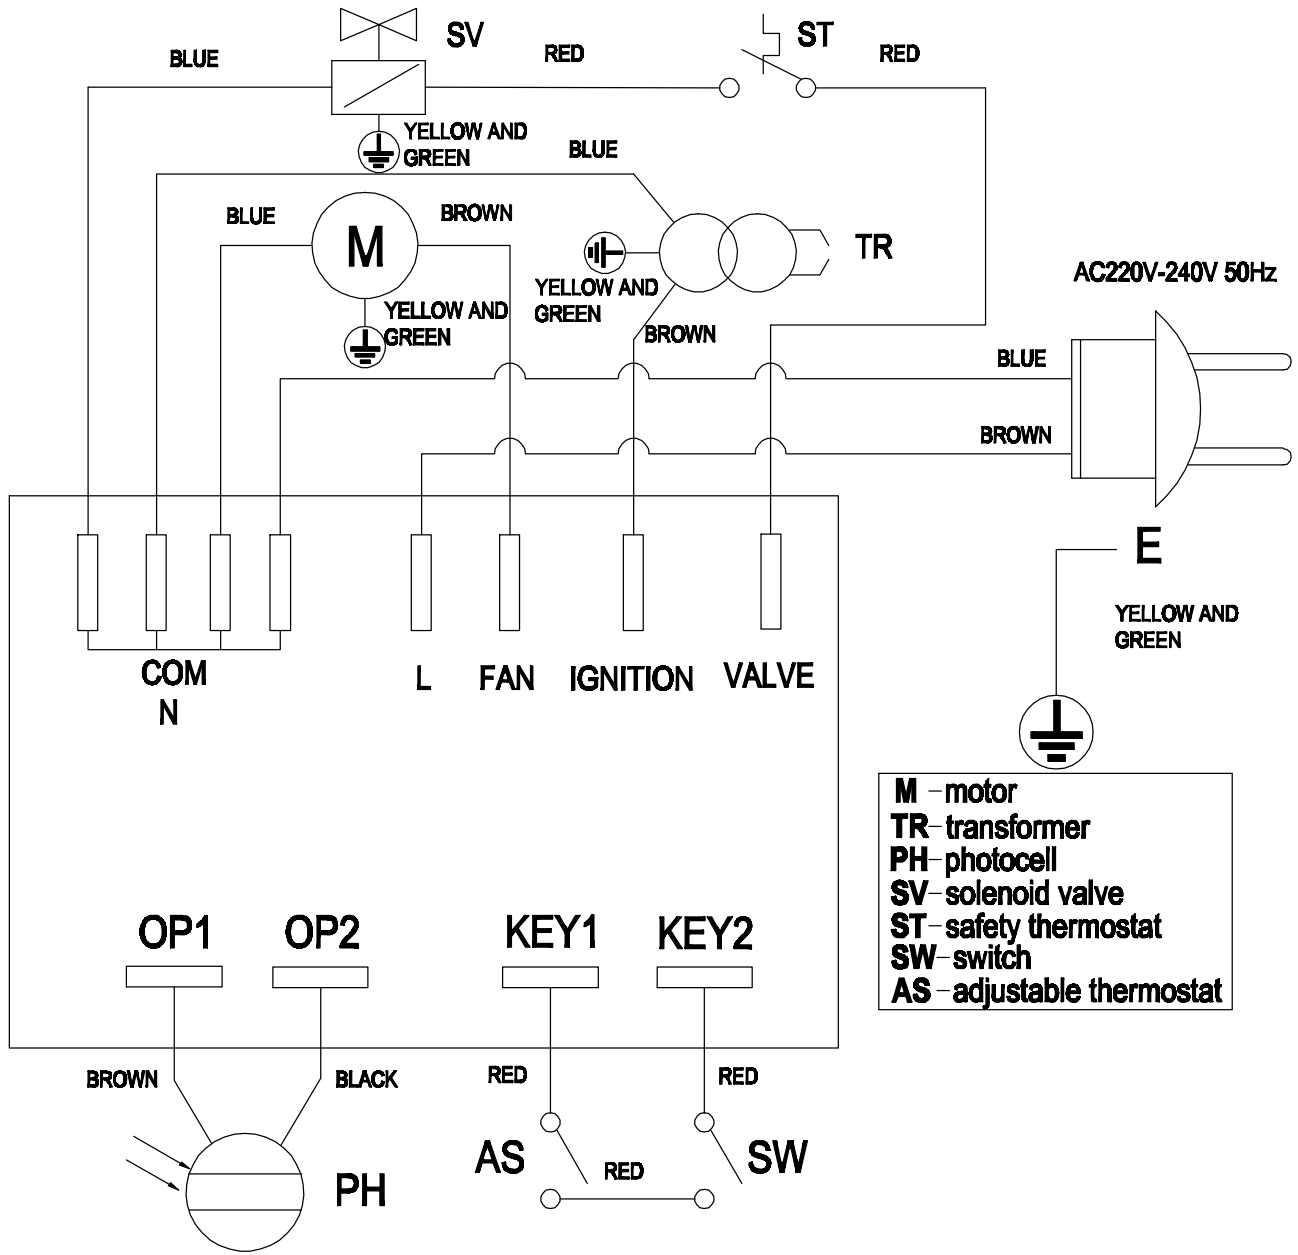 SV
ST
BLUE
RED
RED
YELLOW AND
GREEN
BLUE
BLUE
BROWN
M
TR
YELLOW AND
GREEN
YELLOW AND
GREEN
BROWN
AC220V-240V 50Hz
BLUE
BROWN
E
YELLOW AND
GREEN
COM
N
L
FAN
IGNITION
VALVE
M-motor
TR-transformer
PH-photocell
SV-solenoid valve
ST-safety thermostat
SW-switch
AS-adjustable thermostat
OP1
OP2
KEY1
KEY2
BROWN
BLACK
RED
RED
PH
AS
RED
SW